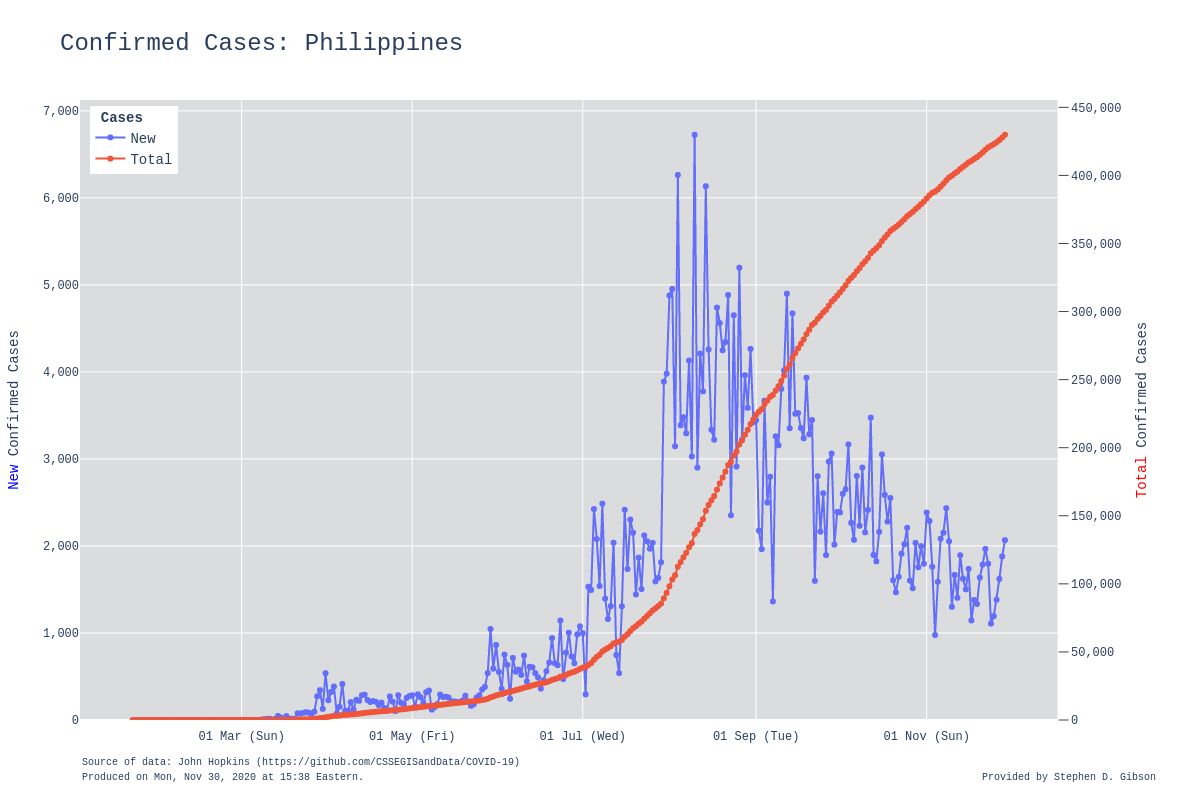 Confirmed Cases: Philippines
Cases
New
Total
7,000
6,000
5,000
4,000
3,000
2,000
1,000
0
New Confirmed Cases
450,000
400,000
350,000
300,000
250,000
200,000
150,000
100,000
50,000
0
Total Confirmed Cases
01 Mar (Sun)
01 May (Fri)
01 Jul (Wed)
01 Sep (Tue)
01 Nov (Sun)
Source of data: John Hopkins (https://github.com/CSSEGISandData/COVID-19)
Produced on Mon, Nov 30, 2020 at 15:38 Eastern.
Provided by Stephen D. Gibson